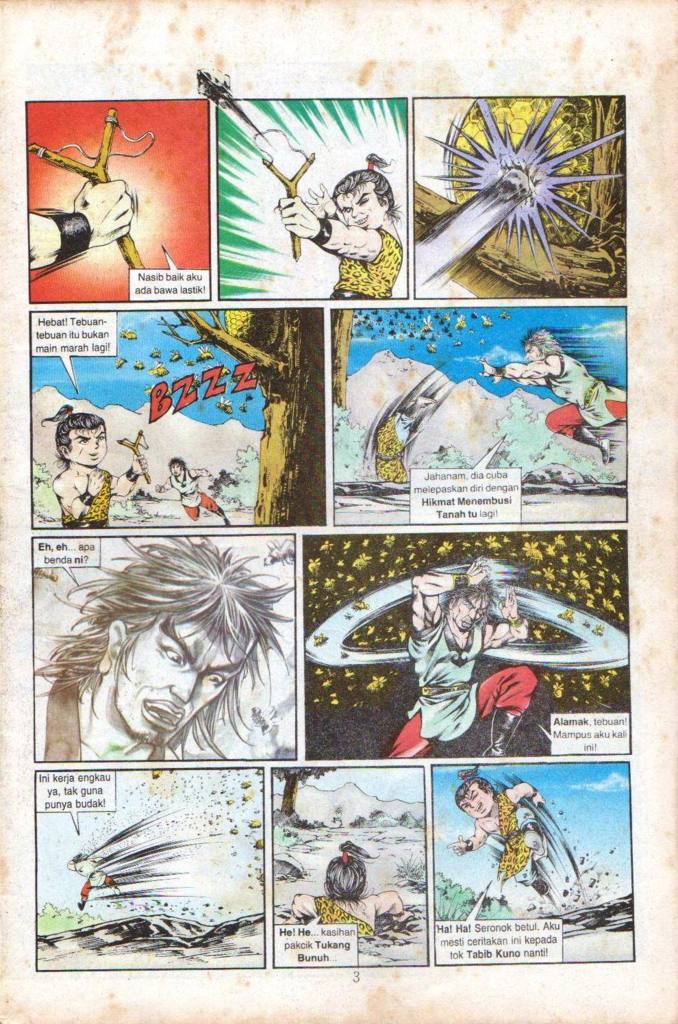 Nasib baik aku
ada bawa lastik!
Hebat! Tebuan-
tebuan itu bukan
main marah lagi!
BZZZZ
Jahanam, dia cuba
melepaskan diri dengan
Hikmat Menembusi
Tanah tu lagi!
Eh, eh... apa
benda ni?
Alamak, tebuan!
Mampus aku kali
ini!
Ini kerja engkau
ya, tak guna
punya budak!
He! He... kasihan
pakcik Tukang
Bunuh...
Ha! Ha! Seronok betul. Aku
mesti ceritakan ini kepada
tok Tabib Kuno nanti!
3